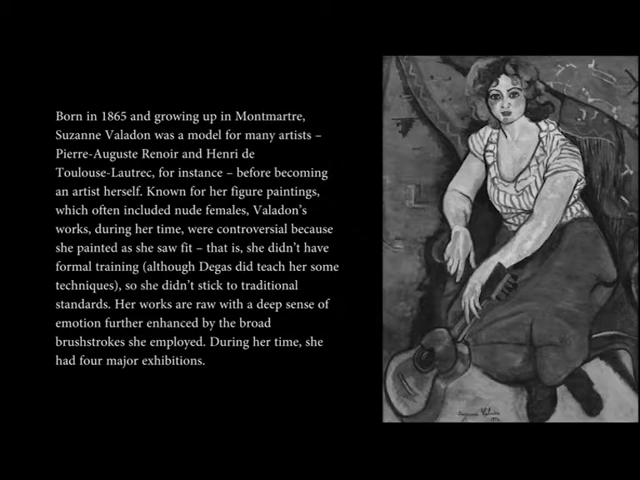 Born in 1865 and growing up in Montmartre,
Suzanne Valadon was a model for many artists –
Pierre-Auguste Renoir and Henri de
Toulouse-Lautrec, for instance – before becoming
an artist herself. Known for her figure paintings,
which often included nude females, Valadon's
works, during her time, were controversial because
she painted as she saw fit – that is, she didn't have
formal training (although Degas did teach her some
techniques), so she didn't stick to traditional
standards. Her works are raw with a deep sense of
emotion further enhanced by the broad
brushstrokes she employed. During her time, she
had four major exhibitions.
Suzanne Valadon